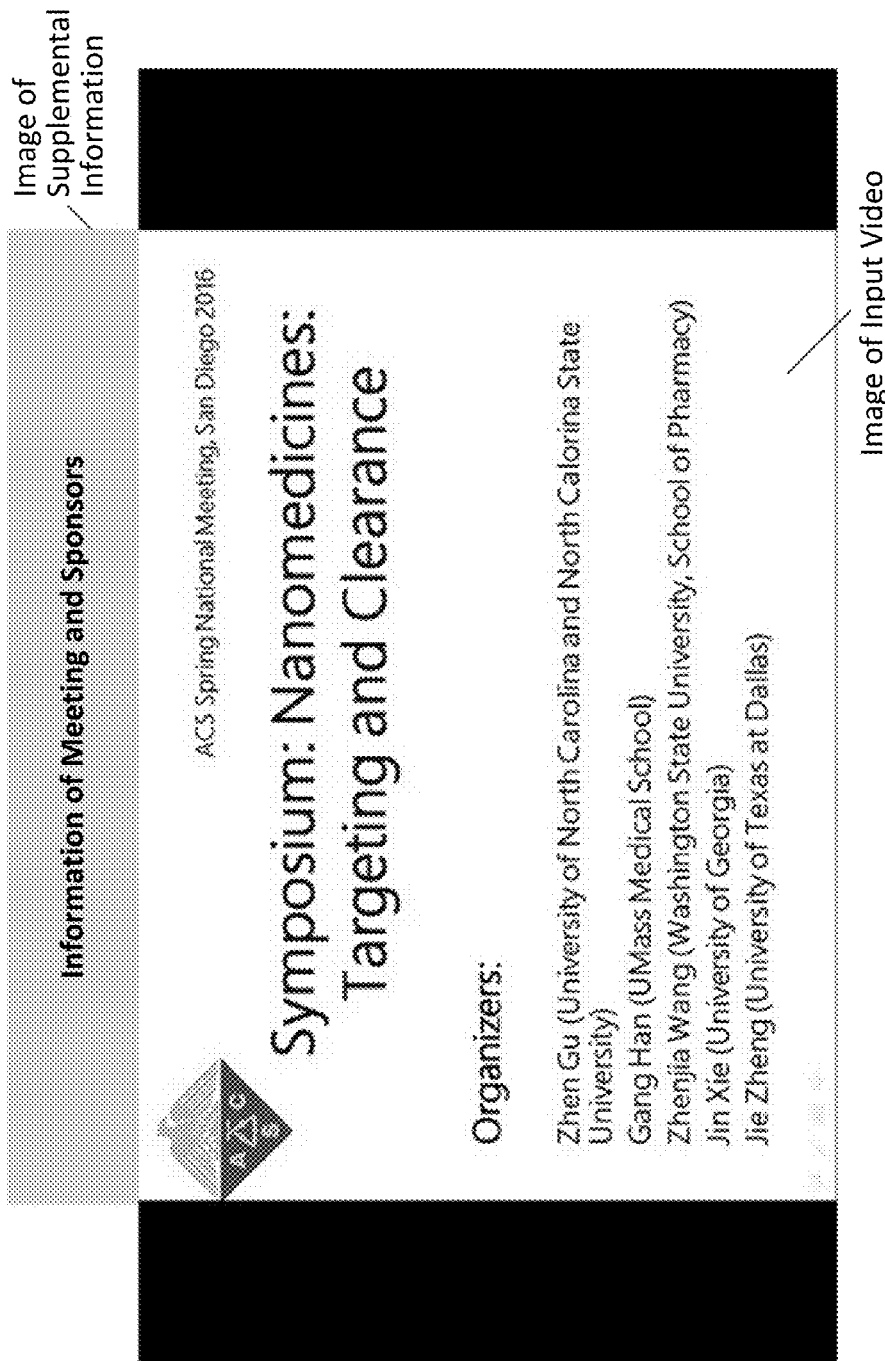 Image of
Supplemental
Information
Information of Meeting and Sponsors
ACS Spring National Meeting, San Diego 2016
A C S
Symposium: Nanomedicines:
Targeting and Clearance
Organizers:
Zhen Gu (University of North Carolina and North Calorina State
University)
Gang Han (UMass Medical School)
Zhenjia Wang (Washington State University, School of Pharmacy)
Jin Xie (University of Georgia)
Jie Zheng (University of Texas at Dallas)
Image of Input Video